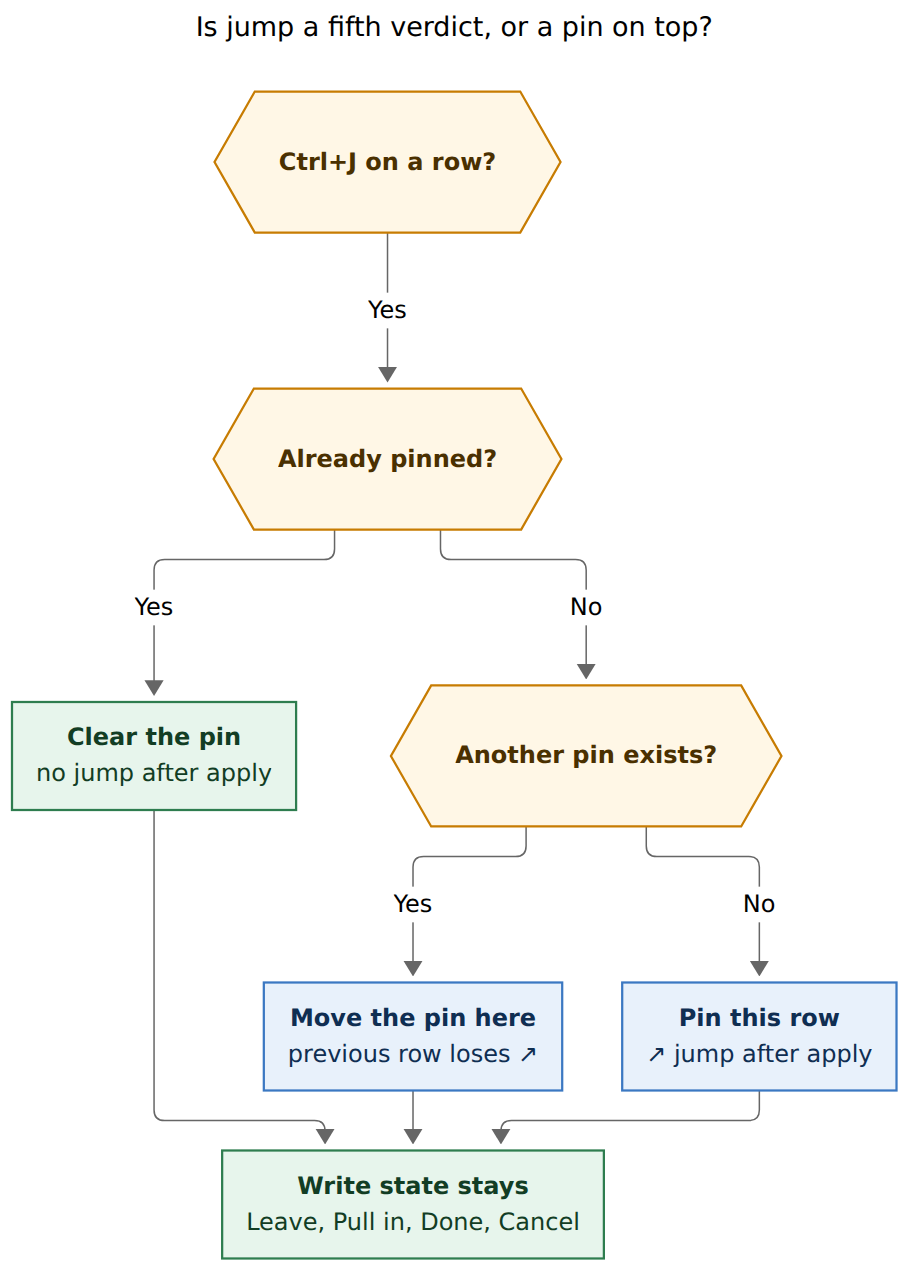 Is jump a fifth verdict, or a pin on top?
Ctrl+J on a row?
Yes
Already pinned?
Yes
No
Clear the pin
no jump after apply
Another pin exists?
Yes
No
Move the pin here
previous row loses ↗
Pin this row
↗ jump after apply
Write state stays
Leave, Pull in, Done, Cancel